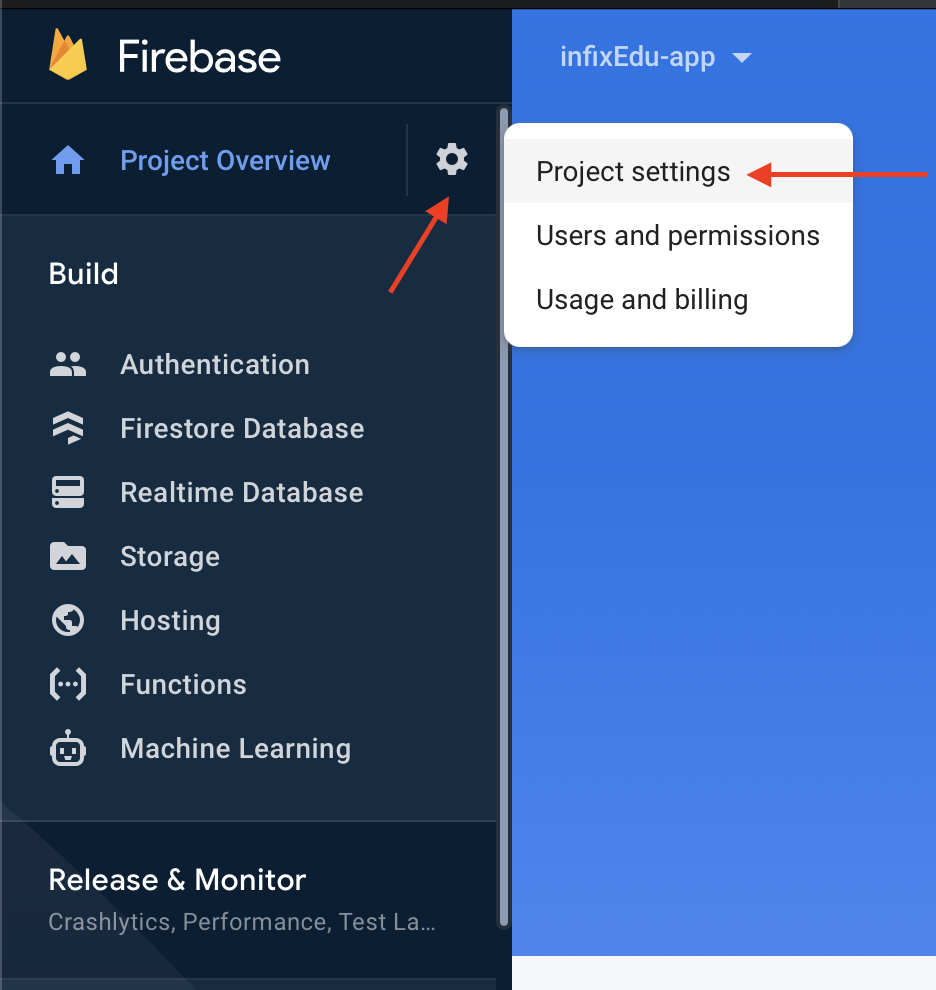 Firebase
infixEdu-app
Project Overview
Project settings
Users and permissions
Usage and billing
Build
Authentication
Firestore Database
Realtime Database
Storage
Hosting
Functions
Machine Learning
Release & Monitor
Crashlytics, Performance, Test La...